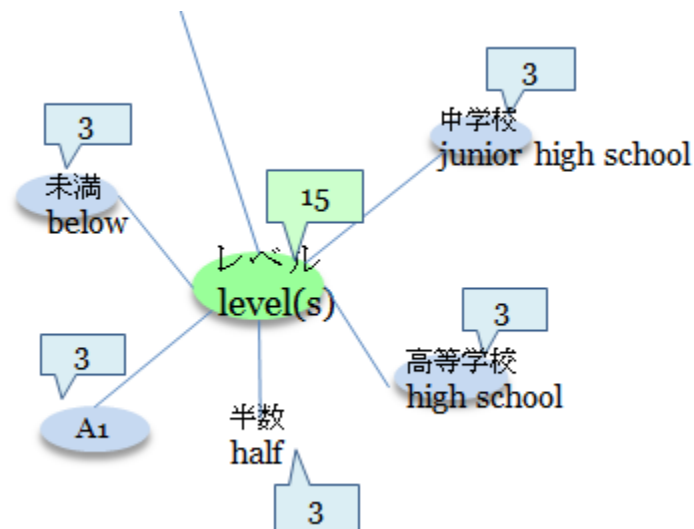 3
中学校
junior high school
3
未満
below
15
レベル
level(s)
3
高等学校
high school
3
A1
半数
half
3